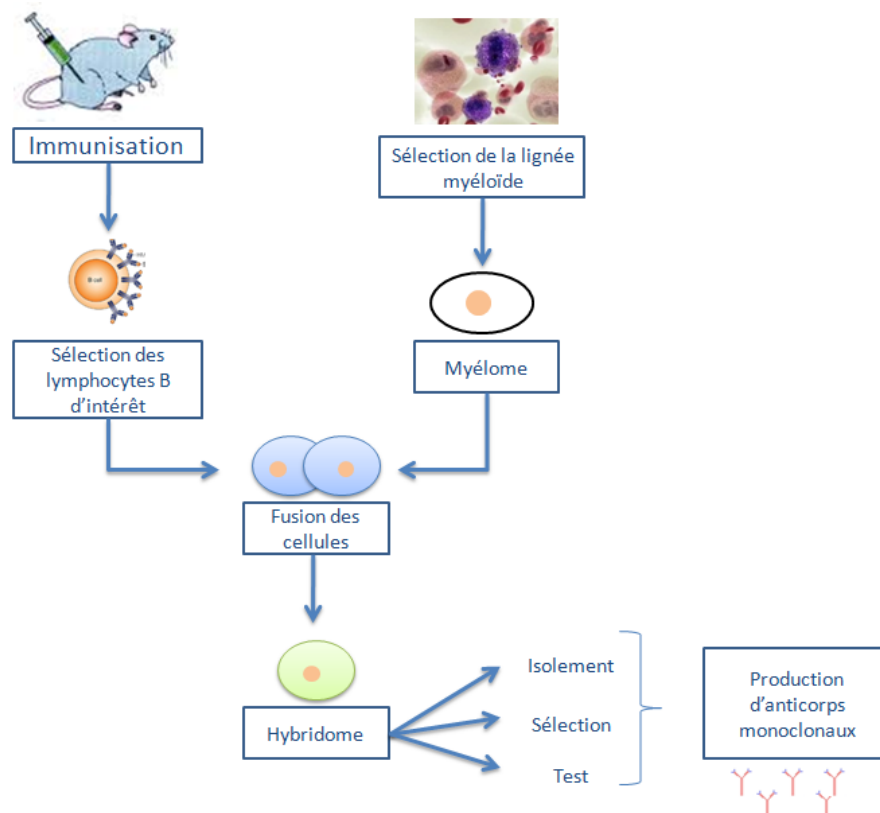 Immunisation
Sélection de la lignée
myéloïde
B cell
Sélection des
lymphocytes B
d'intérêt
Myélome
Fusion des
cellules
Hybridome
Isolement
Sélection
Test
Production
d'anticorps
monoclonaux